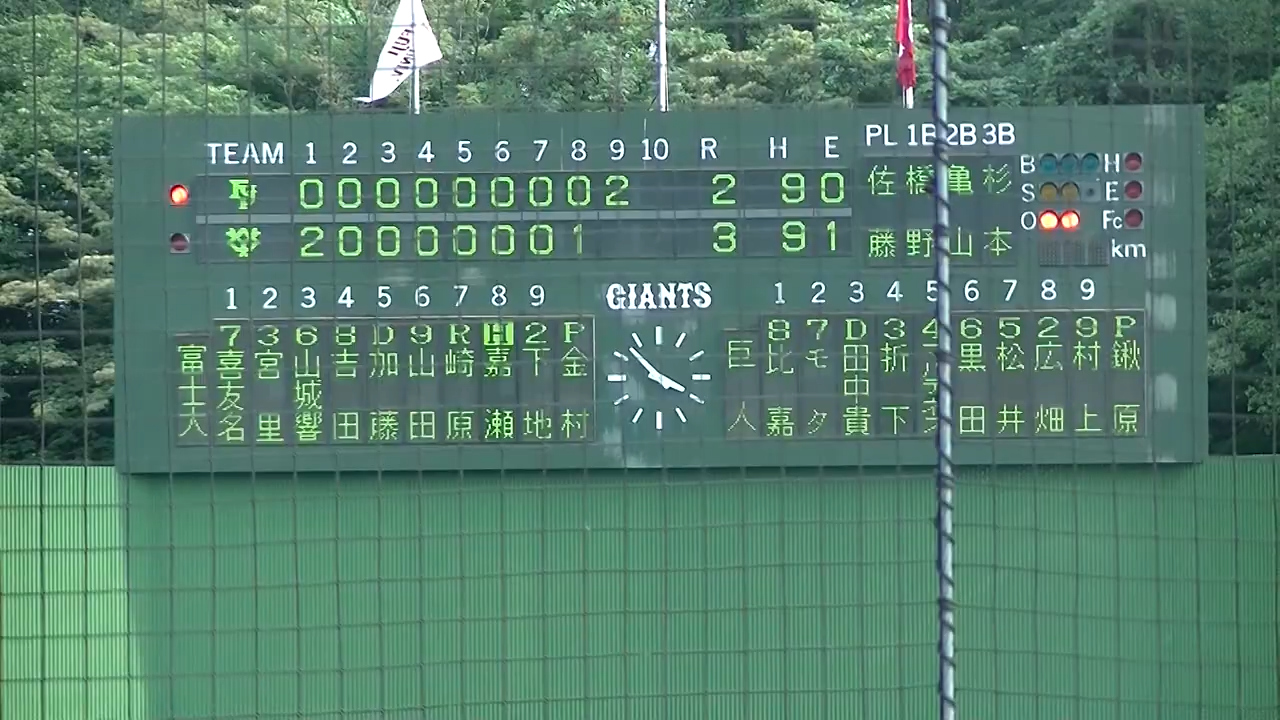 FUJI
TEAM 1 2 3 4 5 6 7 8 9 10 R H E
PL 1B 2B 3B
0 0 0 0 0 0 0 0 2 2 9 0
2 0 0 0 0 0 0 1 3 9 1
佐 橋 亀 杉
藤 野 山 本
B H
S E
O Fc
km
1 2 3 4 5 6 7 8 9
7 3 6 8 D 9 R H 2 P
富士大 喜友名 宮里 山城響 吉田 加藤 山田 崎原 嘉瀬 下地 金村
GIANTS
1 2 3 4 5 6 7 8 9
8 7 D 3 4 6 5 2 9 P
巨人 比嘉 モタ 田中貴 折下 黒田 松井 広畑 村上 鍬原